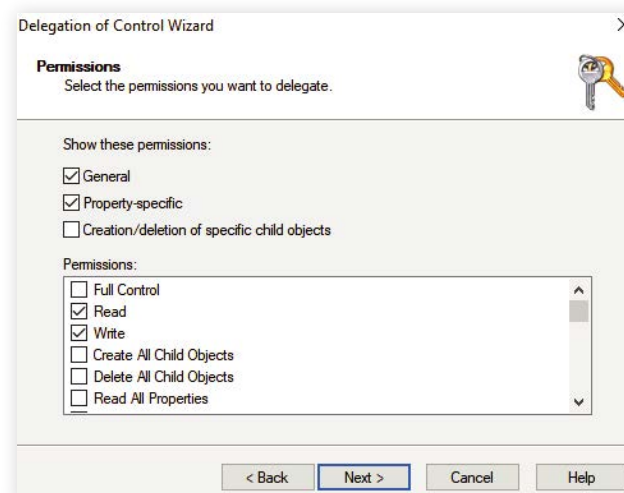 Delegation of Control Wizard
Permissions
Select the permissions you want to delegate.
Show these permissions:
General
Property-specific
Creation/deletion of specific child objects
Permissions:
Full Control
Read
Write
Create All Child Objects
Delete All Child Objects
Read All Properties
< Back Next > Cancel Help